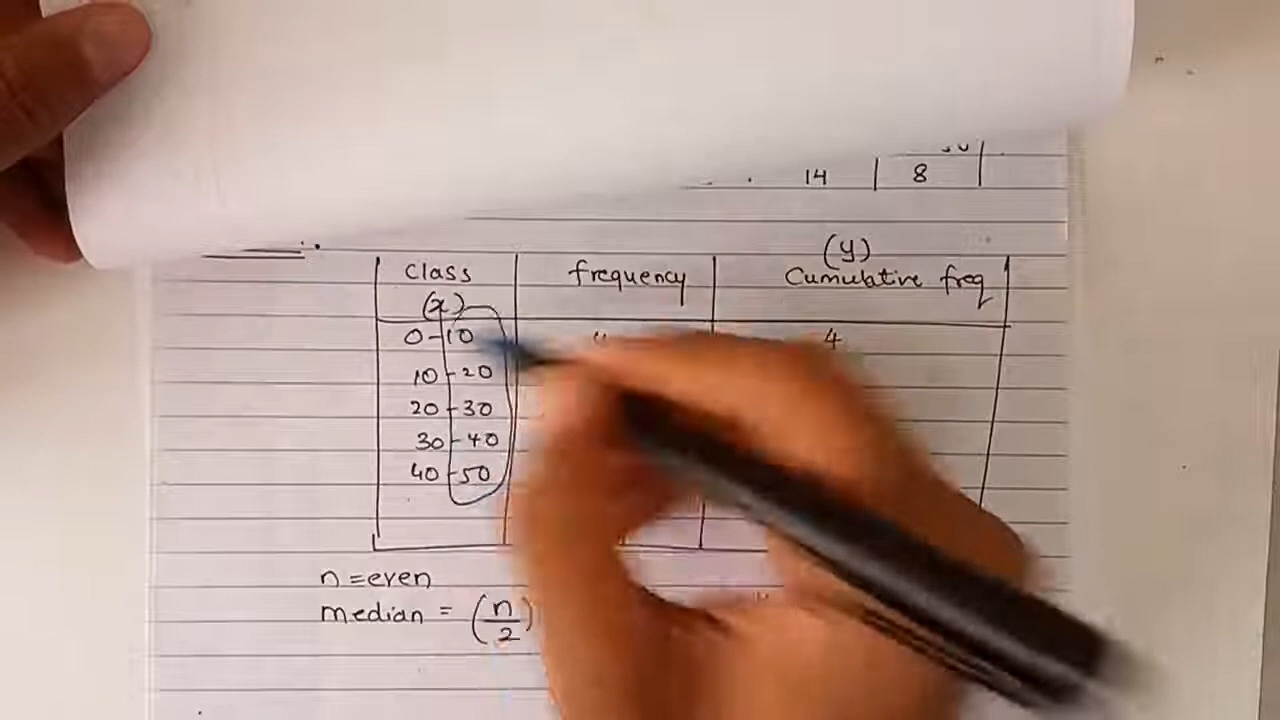 14 8
(y)
Class frequency Cumulative freq
(x)
0-10 4
10-20
20-30
30-40
40-50
n=even
median = (n/2)